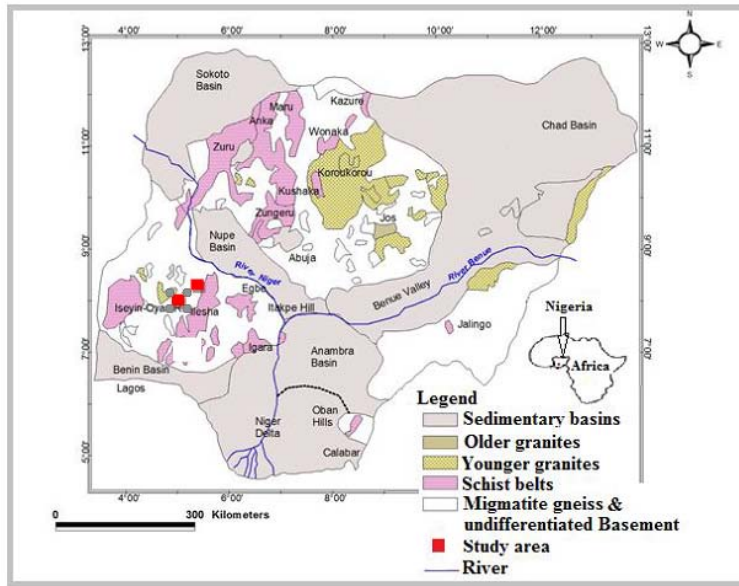 N
W E
S
4°00' 6°00' 8°00' 10°00' 12°00'
13°00' 13°00'
Sokoto
Basin
Maru
Kazure
Anka
Chad Basin
Wonaka
11°00' 11°00'
Zuru
Koroukorou
Kushaka
Zungeru
Jos
Nupe
Basin
9°00' 9°00'
Abuja
River Benue
River Niger
Egbe
Benue Valley
Iseyin-Oya
Ilesha
Itakpe Hill
Nigeria
Jalingo
7°00' 7°00'
Igara
Anambra
Basin
Africa
Benin Basin
Lagos
Legend
Oban
Hills
Sedimentary basins
Niger
Delta
Older granites
5°00'
Calabar
Younger granites
Schist belts
4°00' 6°00' 8°00'
Migmatite gneiss &
undifferentiated Basement
0 300
Kilometers
Study area
River